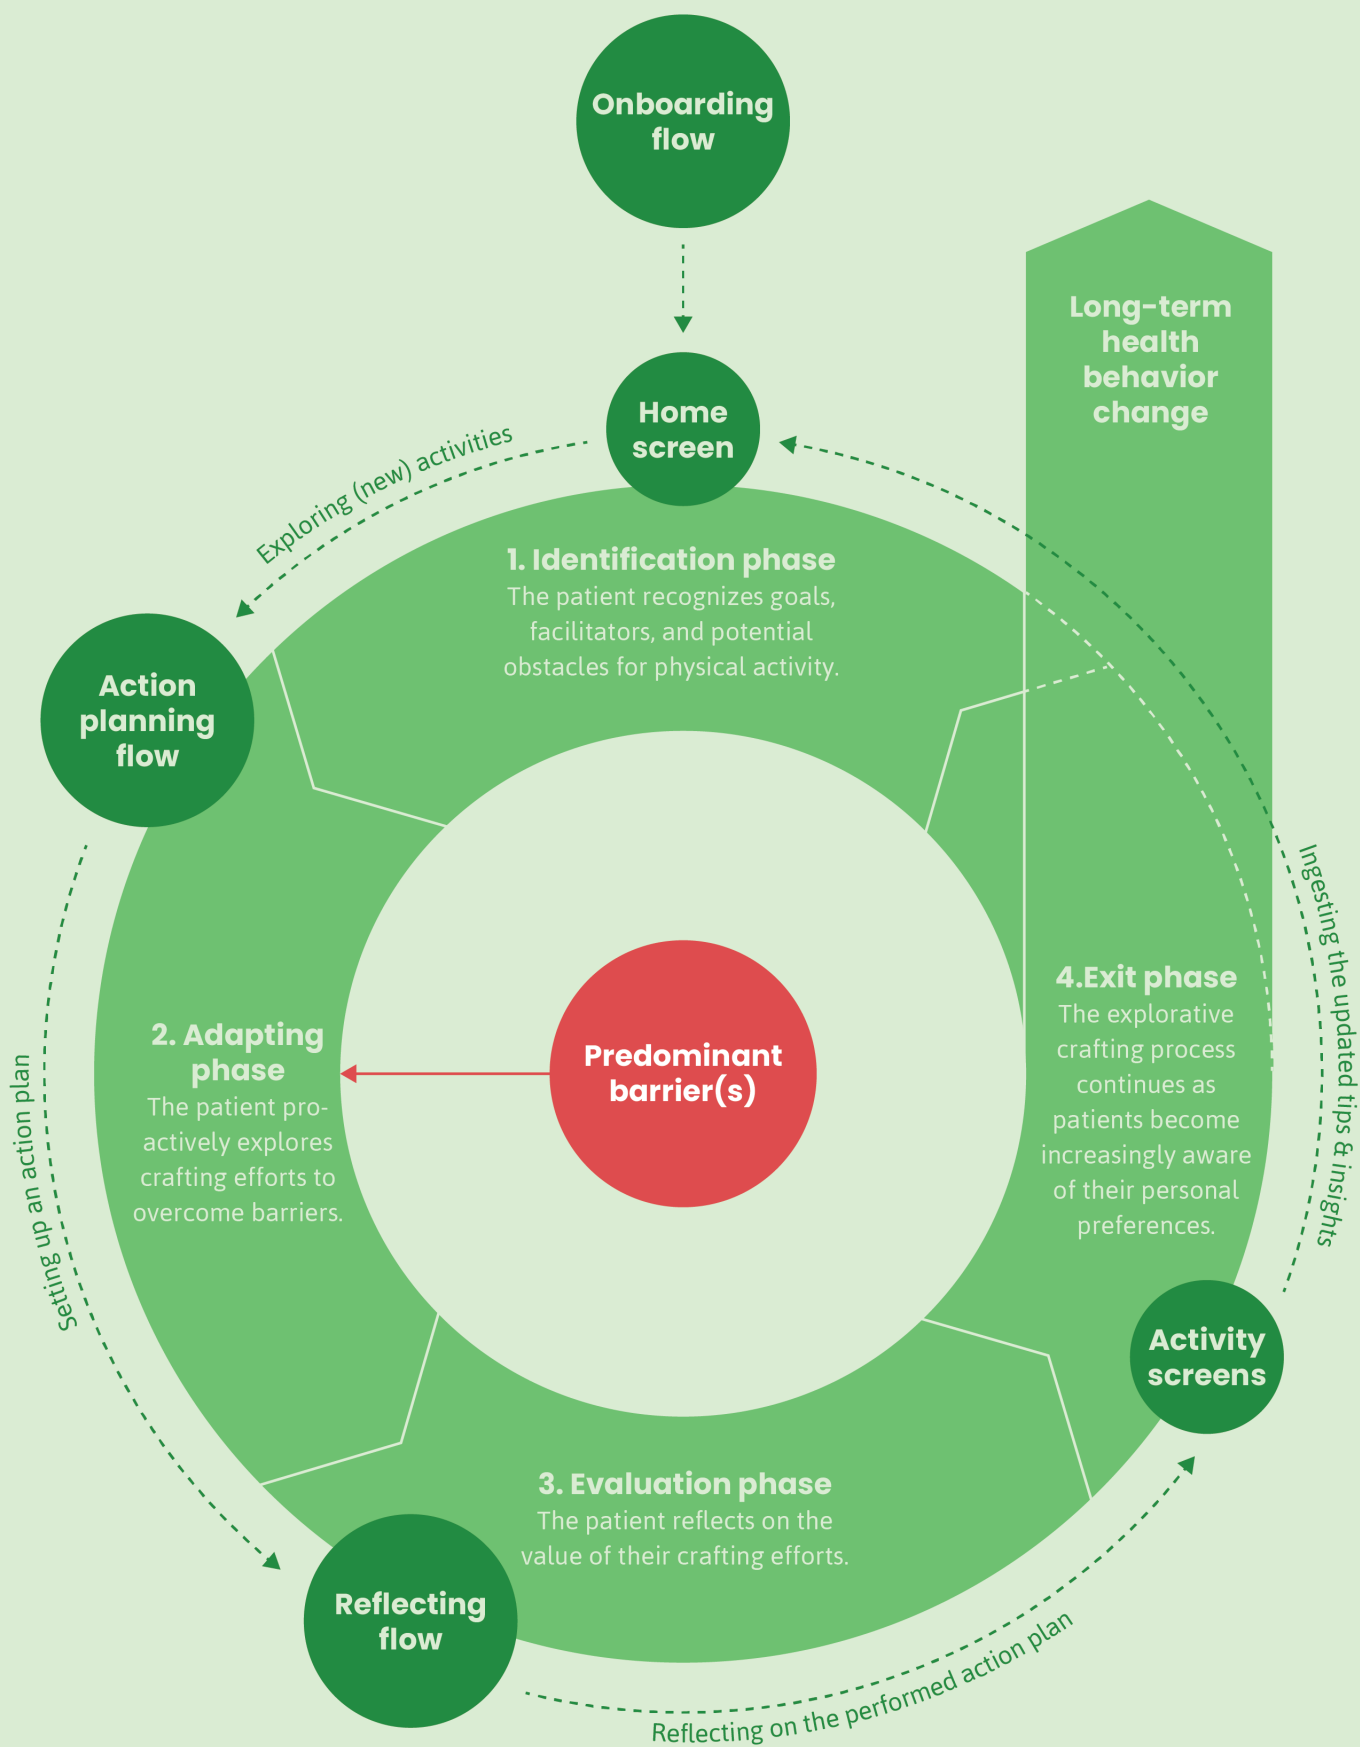 Onboarding
flow
Long-term
health
behavior
change
Home
screen
Exploring (new) activities
1. Identification phase
The patient recognizes goals,
facilitators, and potential
obstacles for physical activity.
Action
planning
flow
Ingesting the updated tips & insights
4.Exit phase
The explorative
crafting process
continues as
patients become
increasingly aware
of their personal
preferences.
2. Adapting
phase
The patient pro-
actively explores
crafting efforts to
overcome barriers.
Predominant
barrier(s)
Setting up an action plan
Activity
screens
3. Evaluation phase
The patient reflects on the
value of their crafting efforts.
Reflecting
flow
Reflecting on the performed action plan